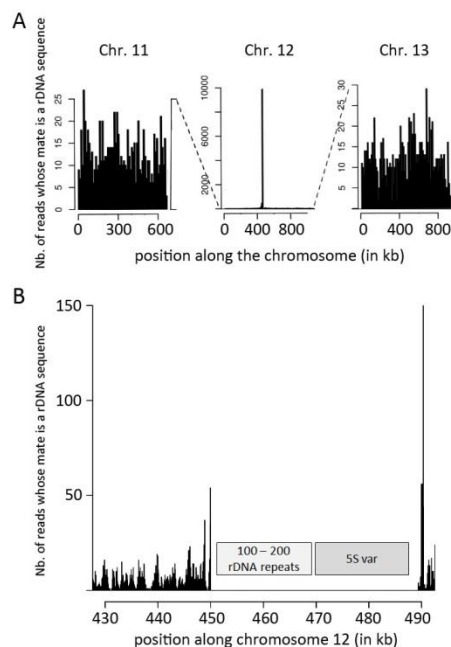 A
Chr. 11
Chr. 12
Chr. 13
Nb. of reads whose mate is a rDNA sequence
25
20
15
10
5
0
0 300 600
10000
6000
2000
0 400 800
30
25
20
15
10
5
0 400 800
position along the chromosome (in kb)
B
Nb. of reads whose mate is a rDNA sequence
150
100
50
100 – 200
rDNA repeats
5S var
430 440 450 460 470 480 490
position along chromosome 12 (in kb)